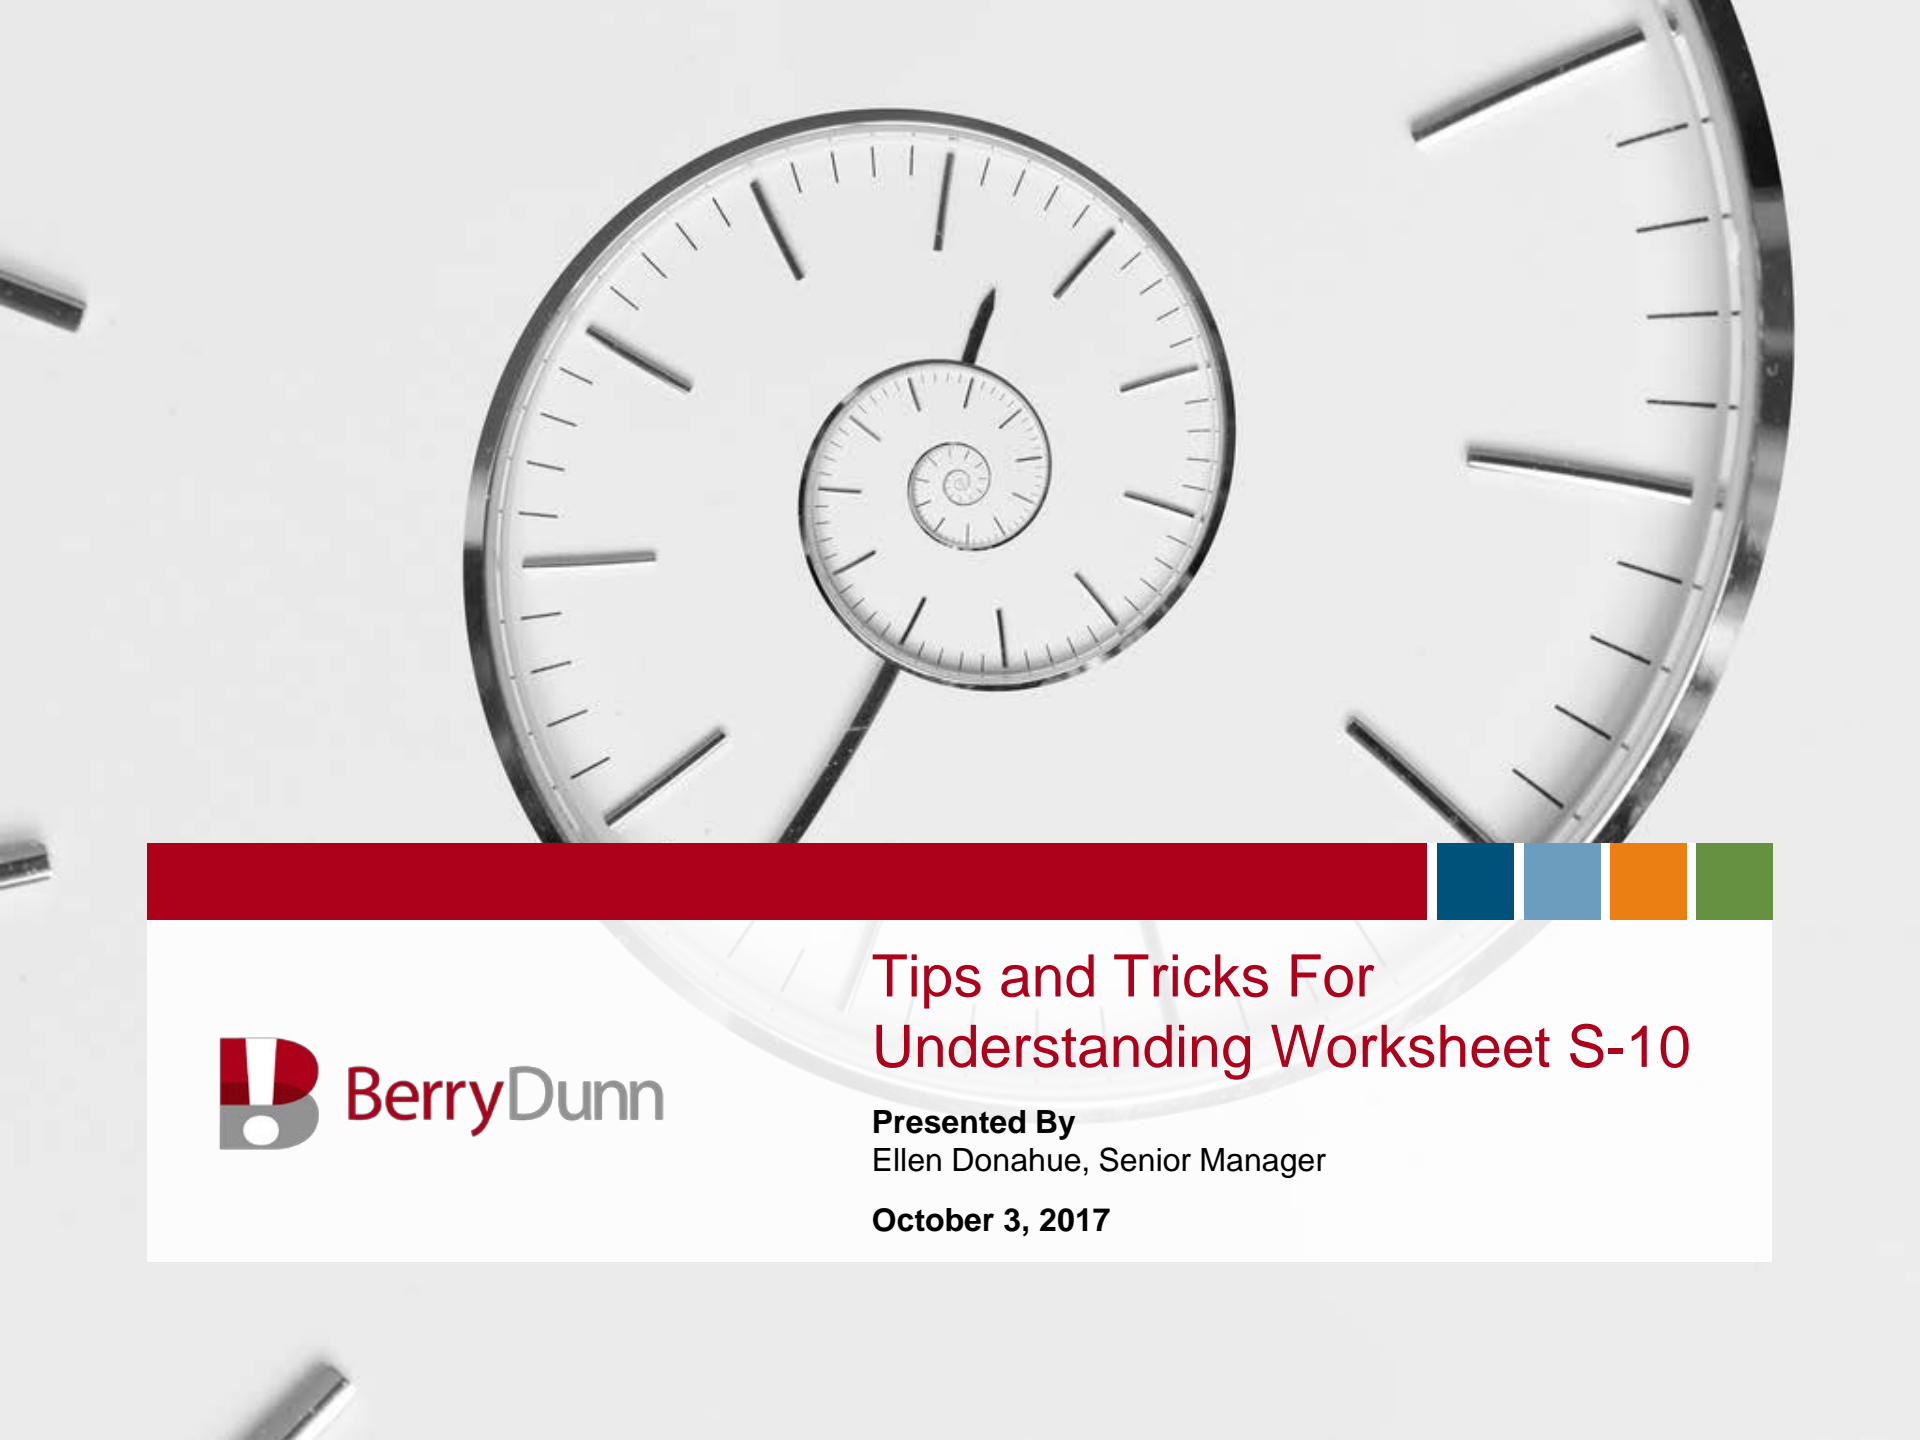 Tips and Tricks For
Understanding Worksheet S-10
BerryDunn
Presented By
Ellen Donahue, Senior Manager
October 3, 2017